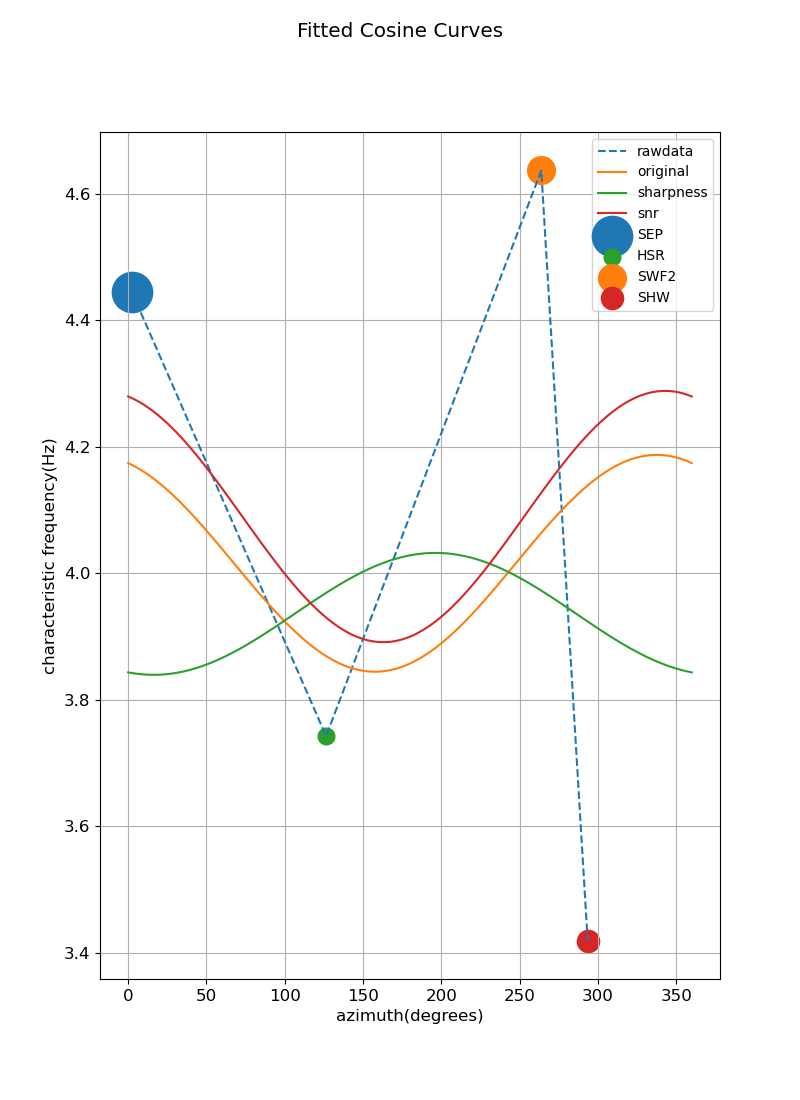 Fitted Cosine Curves
rawdata
original
sharpness
snr
SEP
HSR
SWF2
SHW
characteristic frequency(Hz)
4.6
4.4
4.2
4.0
3.8
3.6
3.4
0 50 100 150 200 250 300 350
azimuth(degrees)